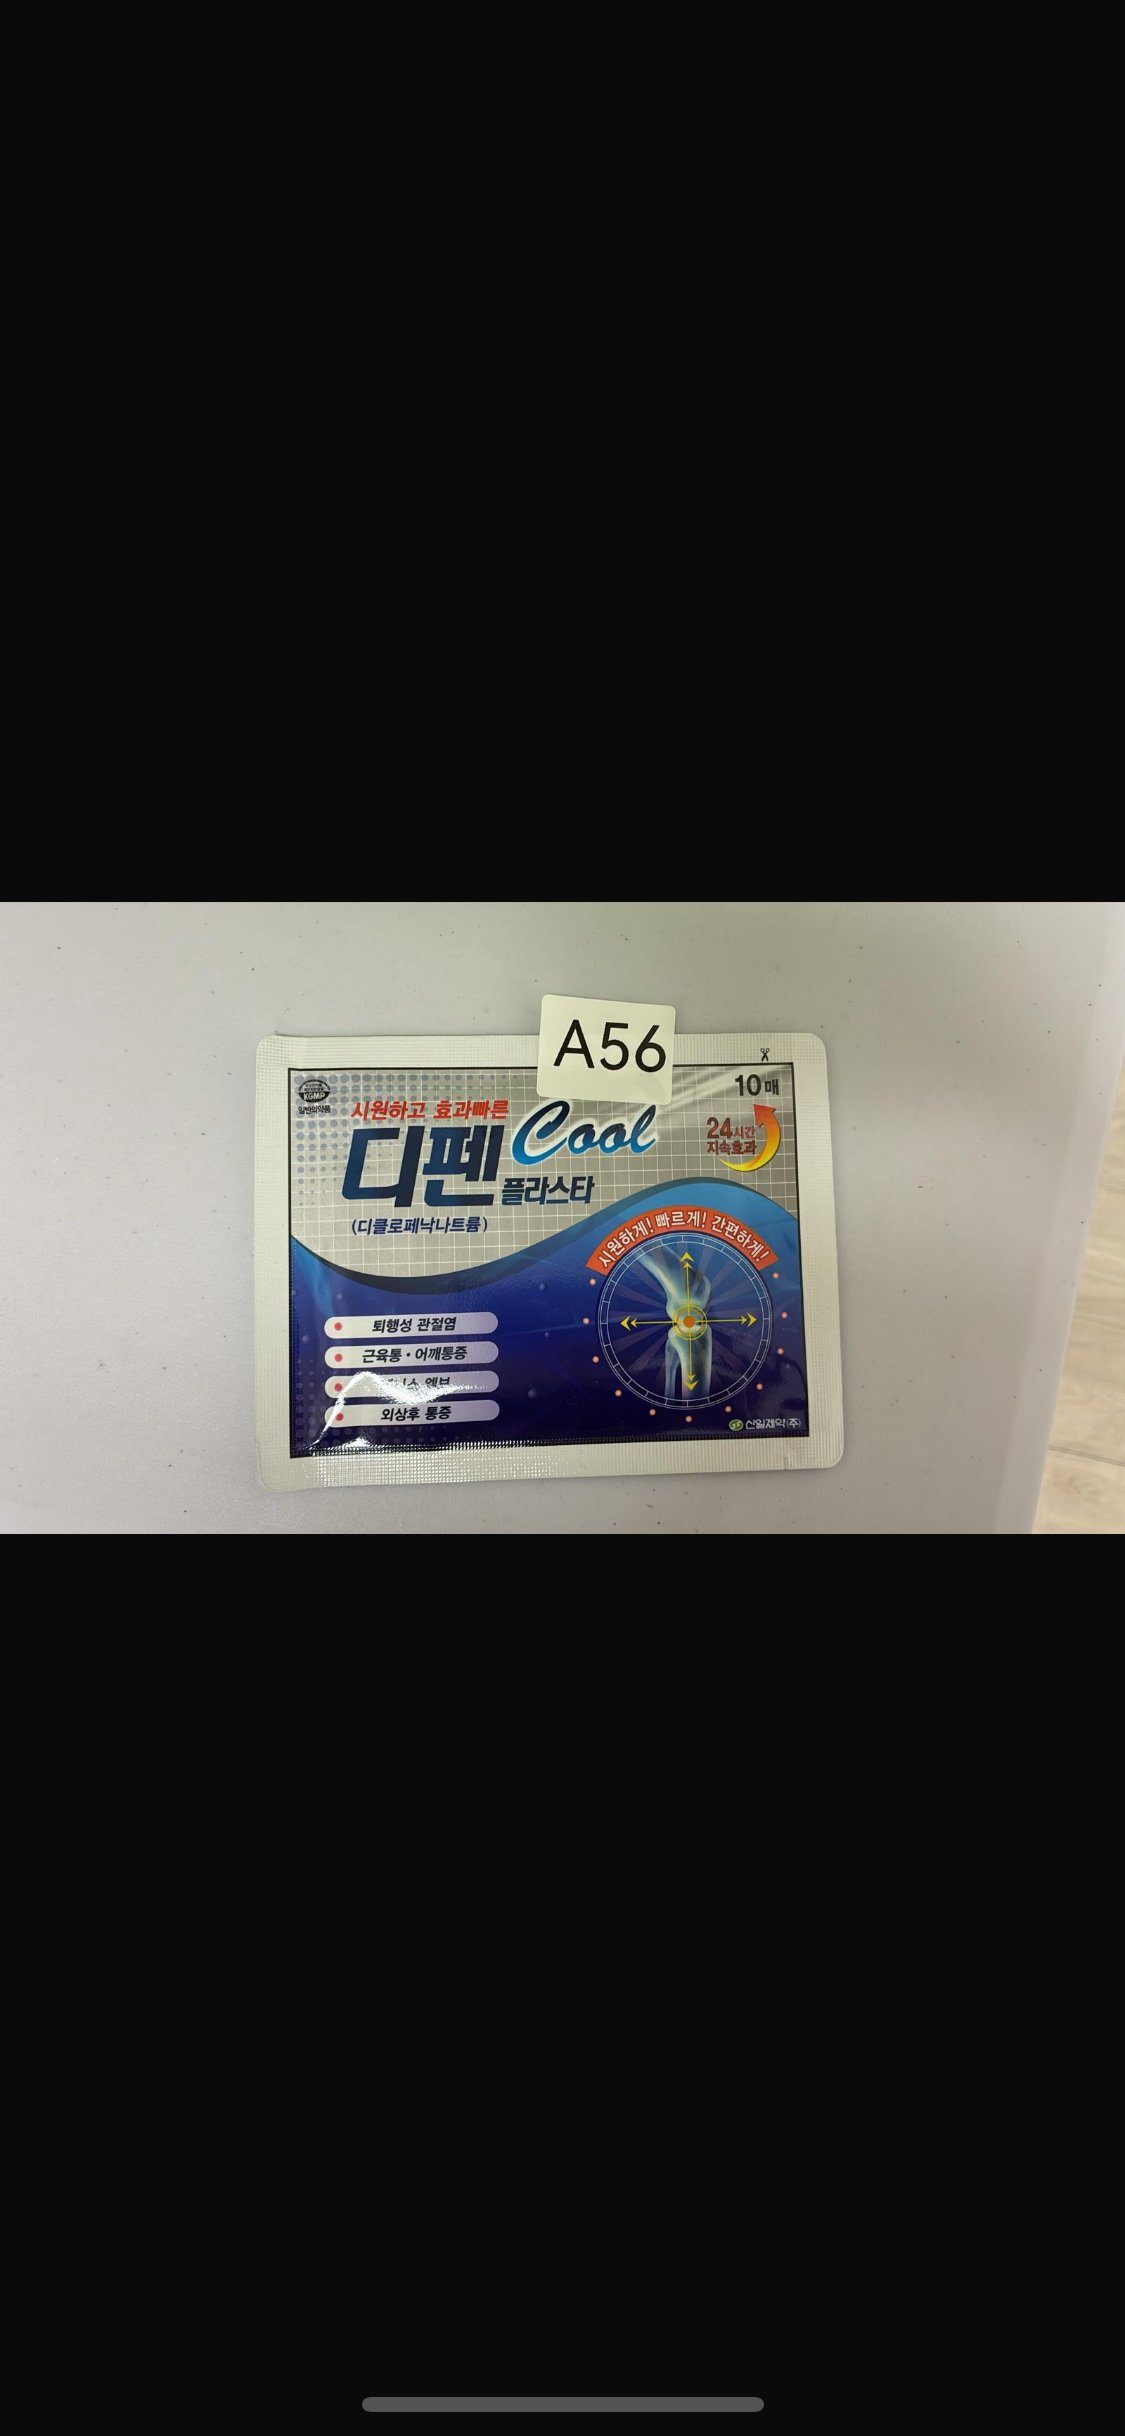 A56
10매
KGMP
일반의약품
시원하고 효과빠른
디펜 Cool
플라스타
(디클로페낙나트륨)
24시간
지속효과
시원하게! 빠르게! 간편하게!
퇴행성 관절염
근육통·어깨통증
엘보
외상후 통증
신일제약(주)